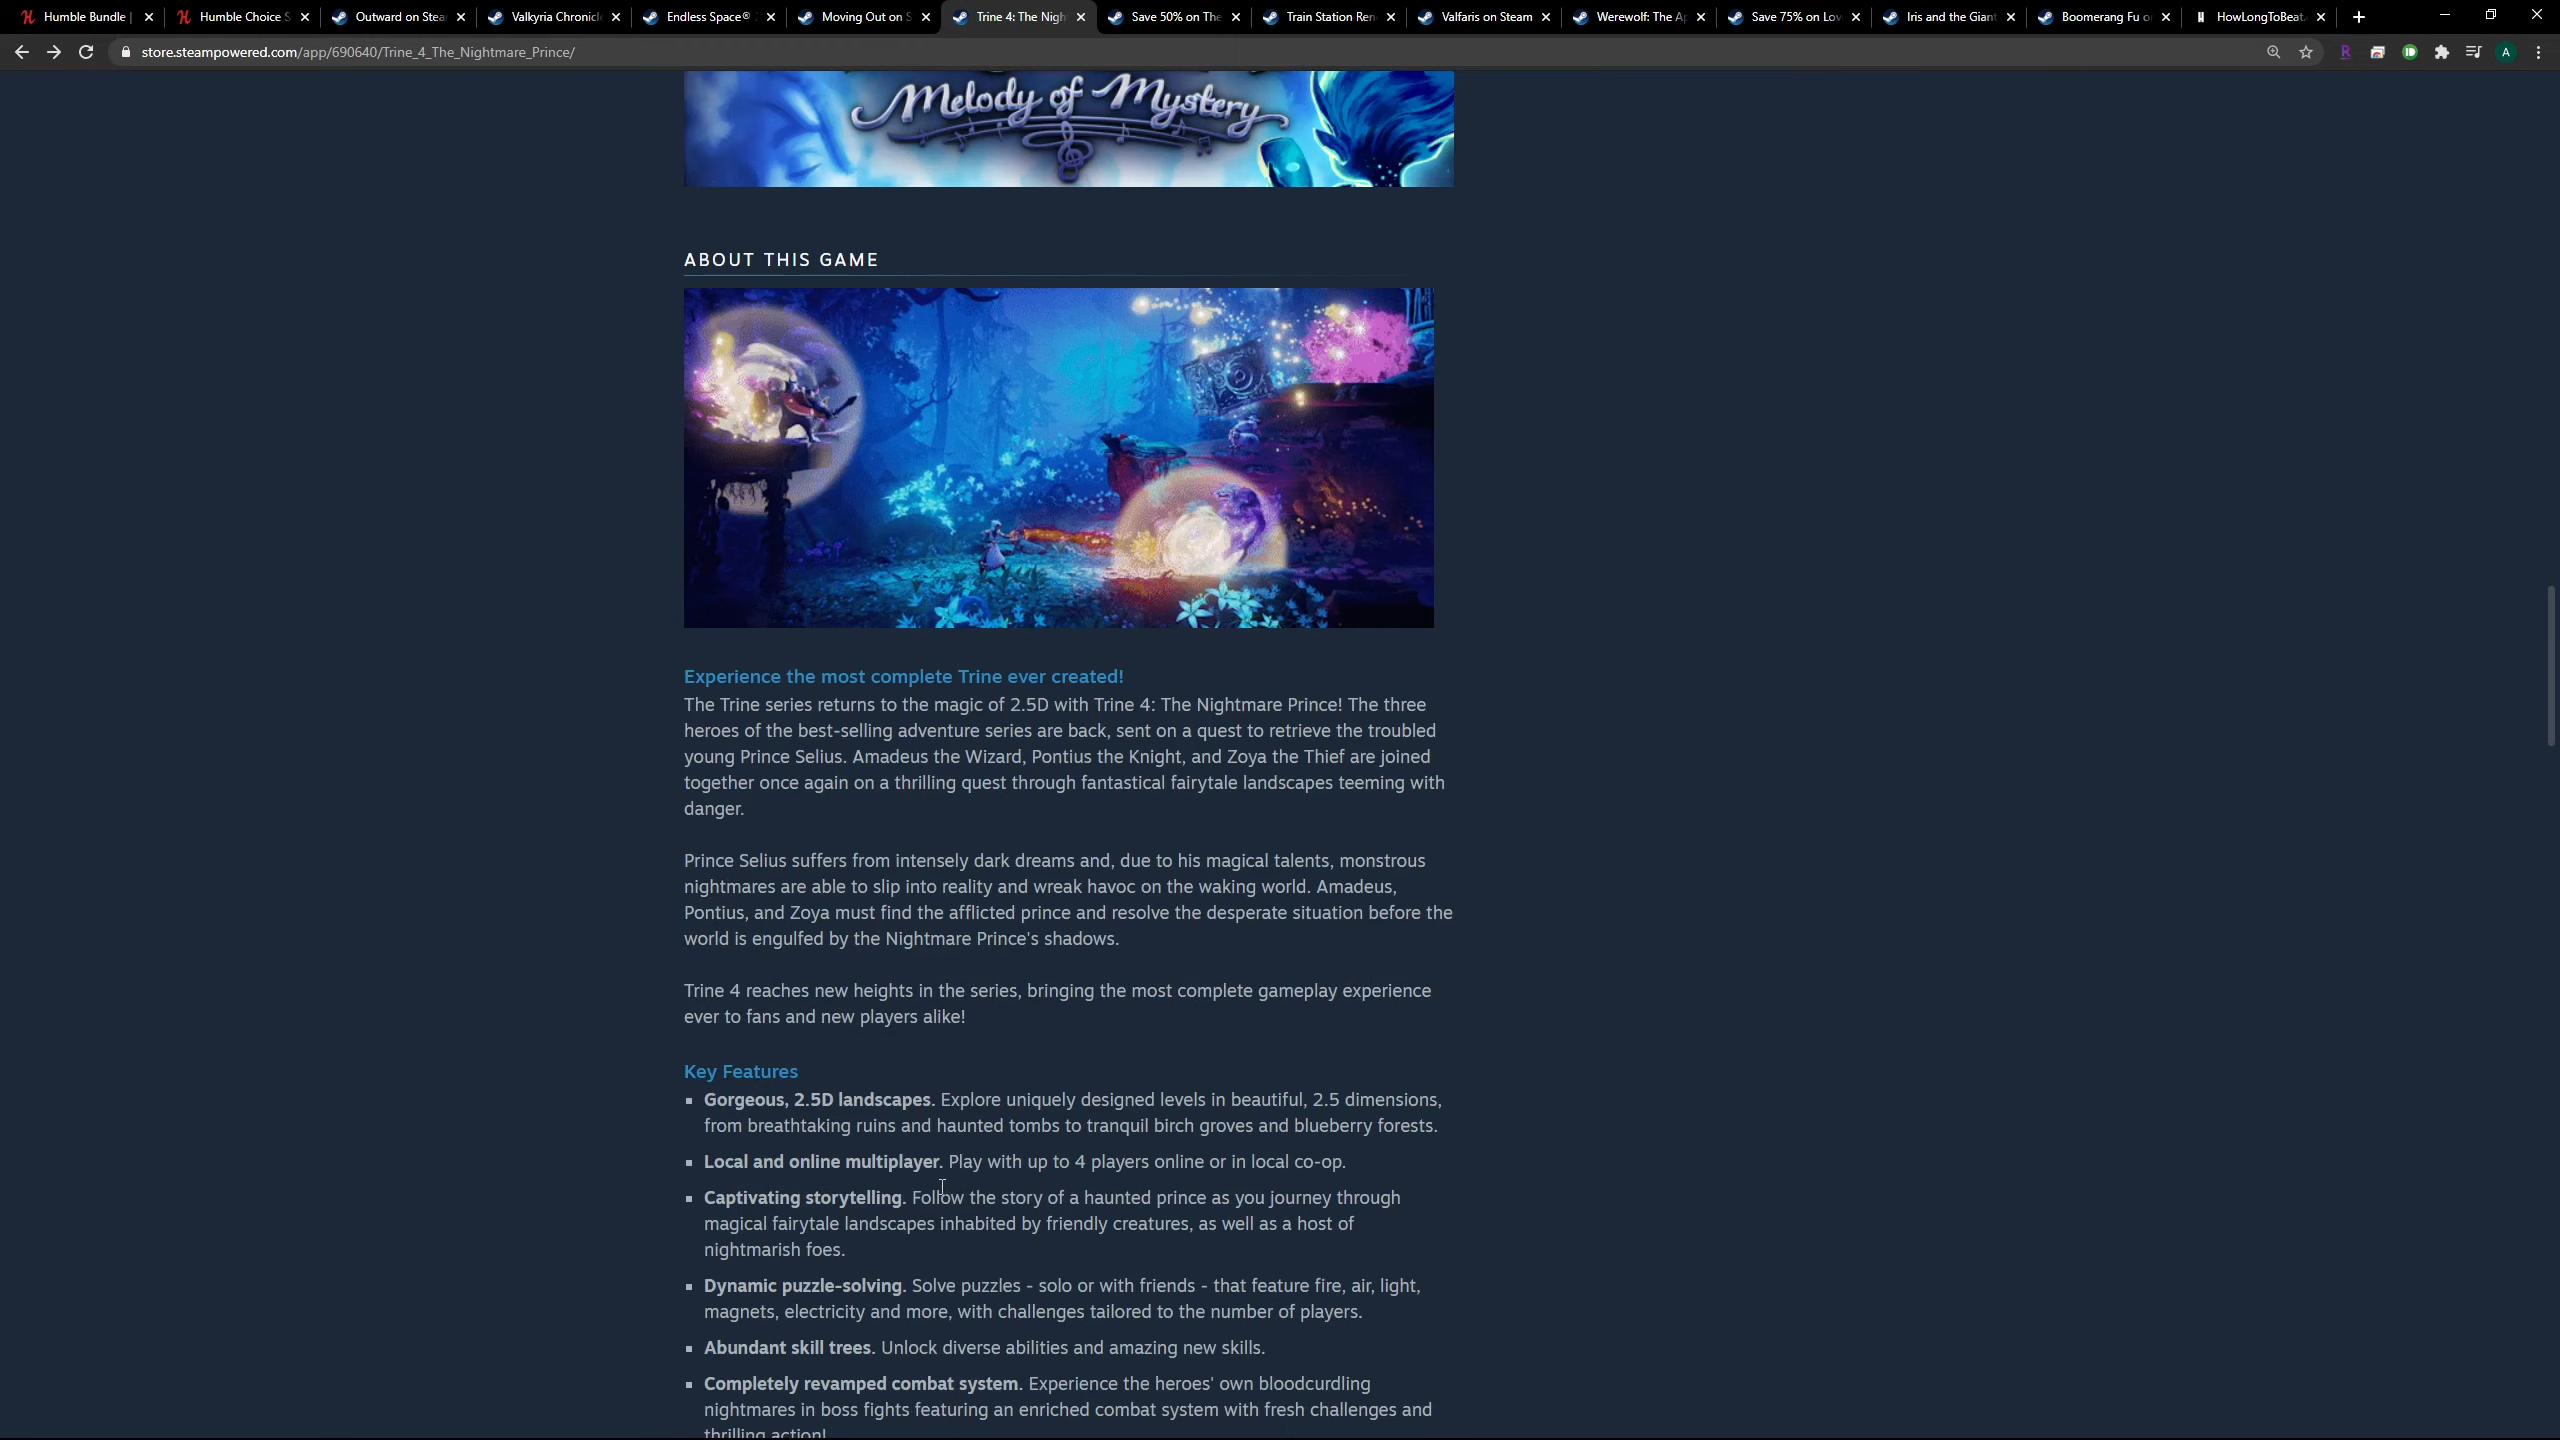 Humble Bundle |
Humble Choice S
Outward on Stea
Valkyria Chronicl
Endless Space®
Moving Out on S
Trine 4: The Nigh
Save 50% on The
Train Station Ren
Valfaris on Steam
Werewolf: The Ap
Save 75% on Lov
Iris and the Giant
Boomerang Fu o
HowLongToBeat.
store.steampowered.com/app/690640/Trine_4_The_Nightmare_Prince/
R
A
Melody of Mystery
ABOUT THIS GAME
Experience the most complete Trine ever created!
The Trine series returns to the magic of 2.5D with Trine 4: The Nightmare Prince! The three
heroes of the best-selling adventure series are back, sent on a quest to retrieve the troubled
young Prince Selius. Amadeus the Wizard, Pontius the Knight, and Zoya the Thief are joined
together once again on a thrilling quest through fantastical fairytale landscapes teeming with
danger.
Prince Selius suffers from intensely dark dreams and, due to his magical talents, monstrous
nightmares are able to slip into reality and wreak havoc on the waking world. Amadeus,
Pontius, and Zoya must find the afflicted prince and resolve the desperate situation before the
world is engulfed by the Nightmare Prince's shadows.
Trine 4 reaches new heights in the series, bringing the most complete gameplay experience
ever to fans and new players alike!
Key Features
▪ Gorgeous, 2.5D landscapes. Explore uniquely designed levels in beautiful, 2.5 dimensions,
from breathtaking ruins and haunted tombs to tranquil birch groves and blueberry forests.
▪ Local and online multiplayer. Play with up to 4 players online or in local co-op.
▪ Captivating storytelling. Follow the story of a haunted prince as you journey through
magical fairytale landscapes inhabited by friendly creatures, as well as a host of
nightmarish foes.
▪ Dynamic puzzle-solving. Solve puzzles - solo or with friends - that feature fire, air, light,
magnets, electricity and more, with challenges tailored to the number of players.
▪ Abundant skill trees. Unlock diverse abilities and amazing new skills.
▪ Completely revamped combat system. Experience the heroes' own bloodcurdling
nightmares in boss fights featuring an enriched combat system with fresh challenges and
thrilling action!